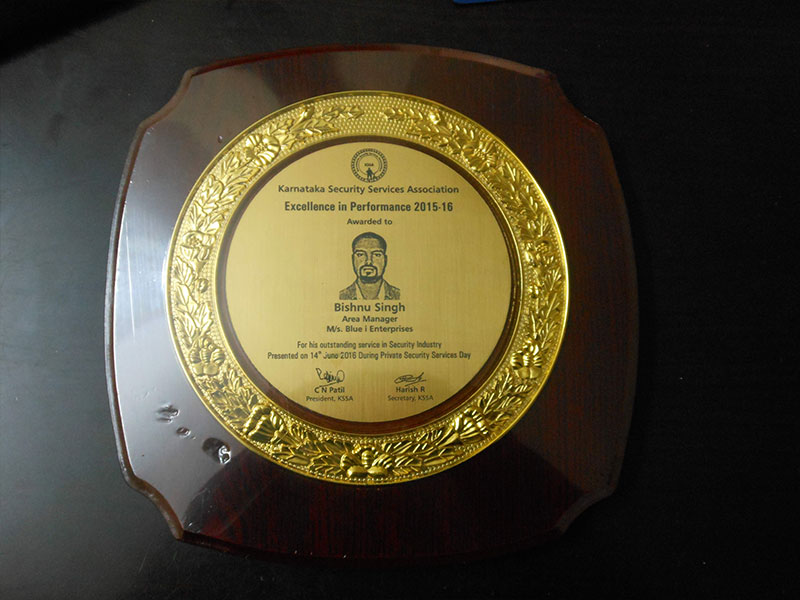 KSSA
Karnataka Security Services Association
Excellence in Performance 2015-16
Awarded to
Bishnu Singh
Area Manager
M/s. Blue i Enterprises
For his outstanding service in Security Industry
Presented on 14th June 2016 During Private Security Services Day
C N Patil Harish R
President, KSSA Secretary, KSSA